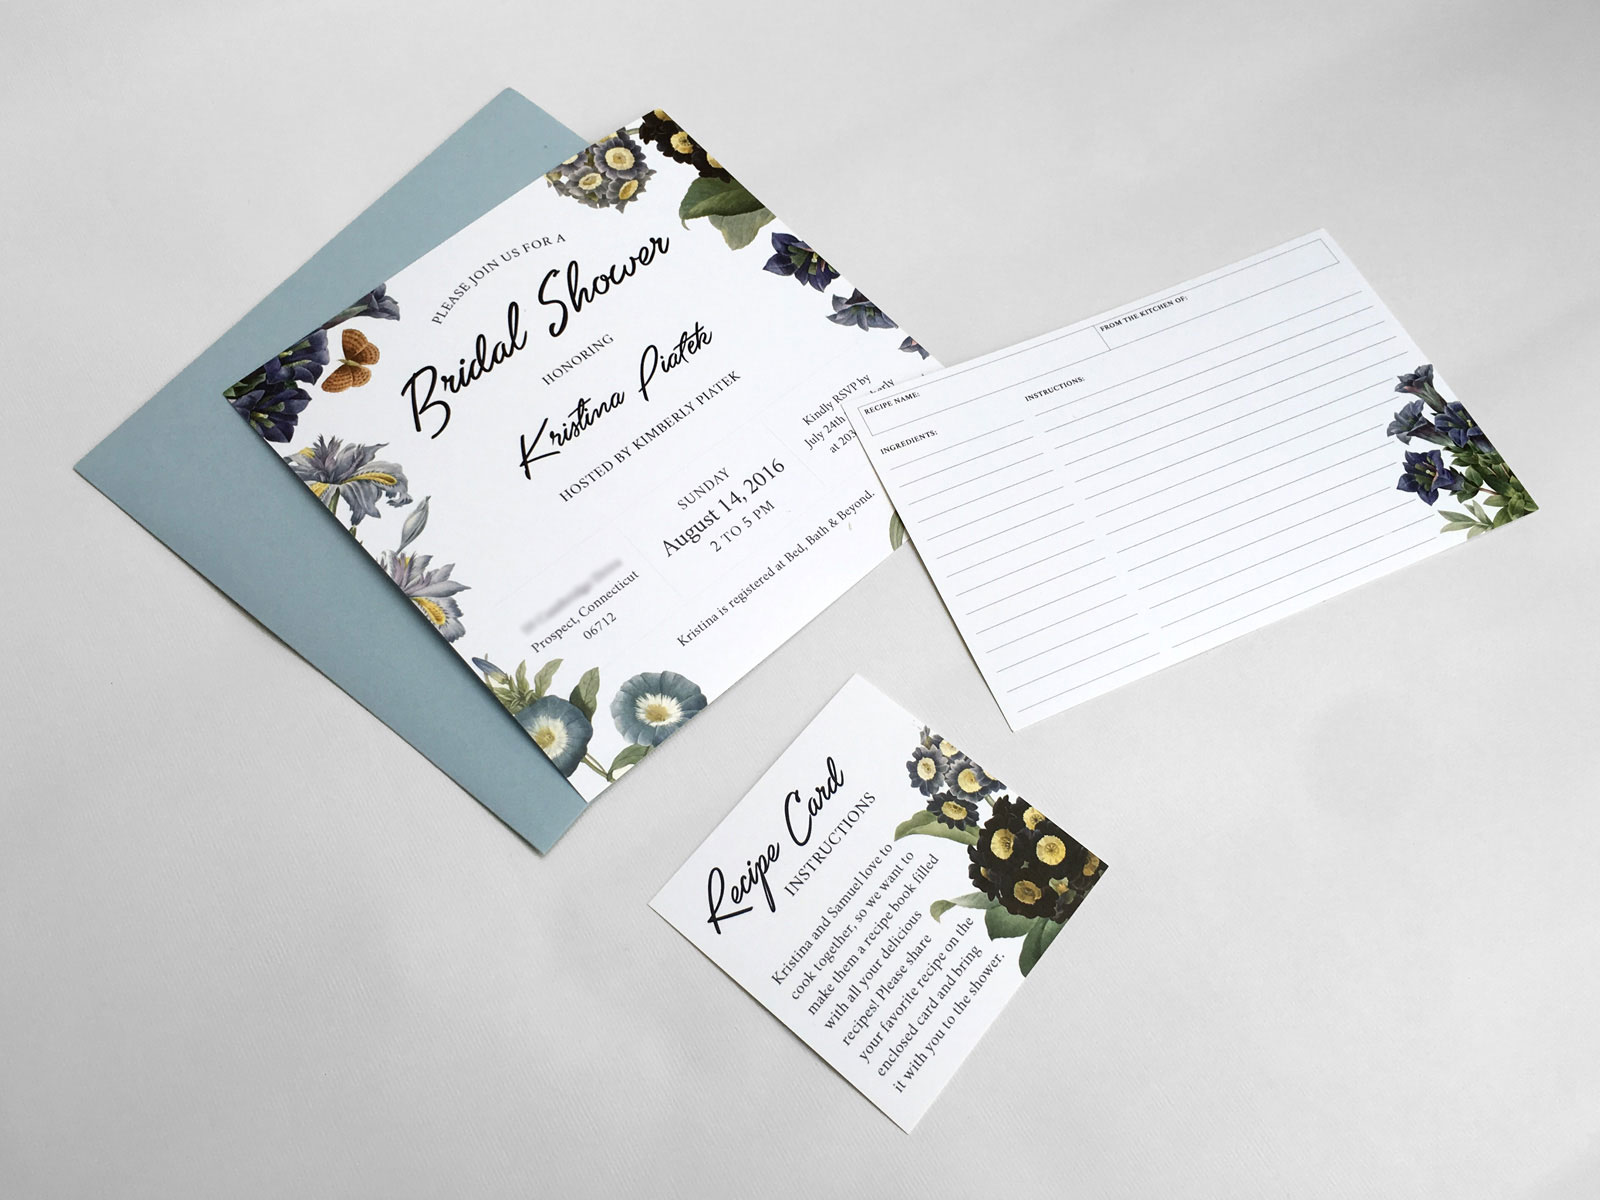 PLEASE JOIN US FOR A
Bridal Shower
HONORING
Kristina Piatek
HOSTED BY KIMBERLY PIATEK
Prospect, Connecticut
06712
SUNDAY
August 14, 2016
2 TO 5 PM
Kindly RSVP by
July 24th
at 203
Kristina is registered at Bed, Bath & Beyond.
RECIPE NAME:
FROM THE KITCHEN OF:
INGREDIENTS:
INSTRUCTIONS:
Recipe Card
INSTRUCTIONS
Kristina and Samuel love to
cook together, so we want to
make them a recipe book filled
with all your delicious
recipes! Please share
your favorite recipe on the
enclosed card and bring
it with you to the shower.